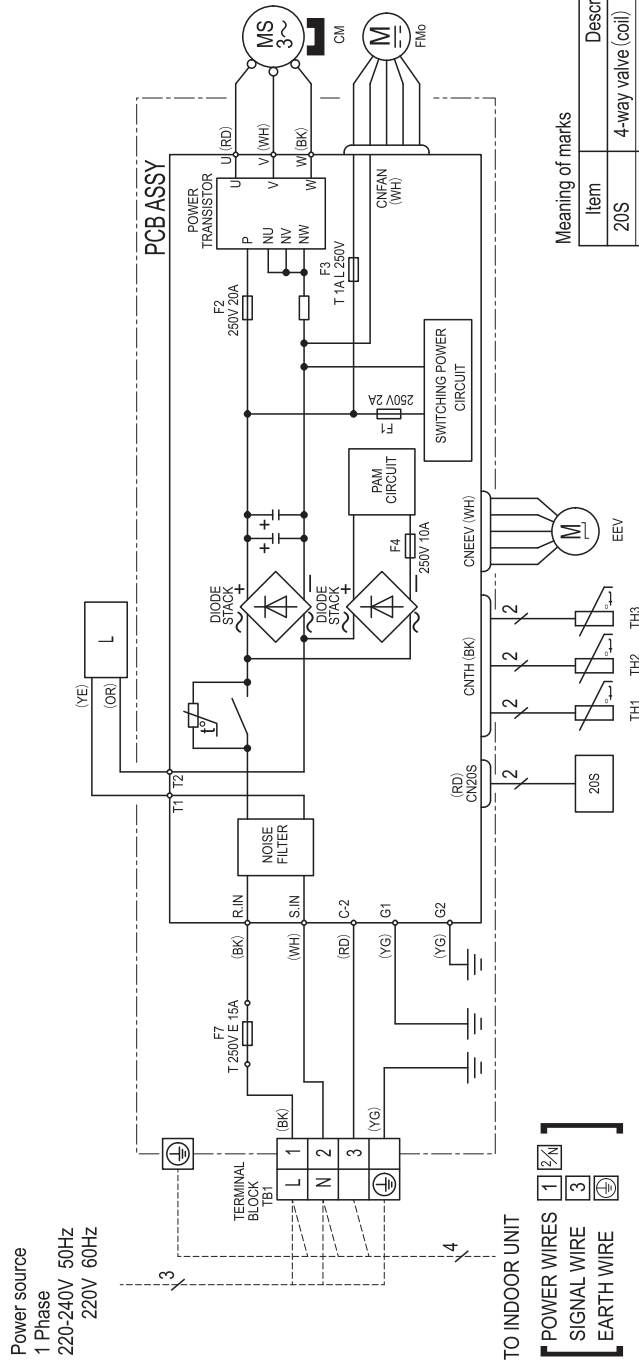 Power source
1 Phase
220-240V 50Hz
220V 60Hz
3
4
TERMINAL
BLOCK
TB1
L 1
N 2
3
TO INDOOR UNIT
POWER WIRES 1 2/N
SIGNAL WIRE 3
EARTH WIRE
(BK)
(YG)
F7
T 250V E 15A
(BK)
(WH)
(RD)
(YG)
(YG)
R.IN
S.IN
C-2
G1
G2
NOISE
FILTER
T1
T2
(YE)
(OR)
L
t°
DIODE
STACK
+
DIODE
STACK
+
+
+
F4
250V 10A
PAM
CIRCUIT
F1
250V 2A
SWITCHING POWER
CIRCUIT
F2
250V 20A
F3
T 1A L 250V
PCB ASSY
POWER
TRANSISTOR
P
NU
NV
NW
U
V
W
U (RD)
V (WH)
W (BK)
MS
3~
CM
CNFAN
(WH)
M
FMo
(RD)
CN20S
2
20S
CNTH (BK)
2
2
2
TH1
TH2
TH3
CNEEV (WH)
M
EEV
Meaning of marks
Item Descr
20S 4-way valve (coil)